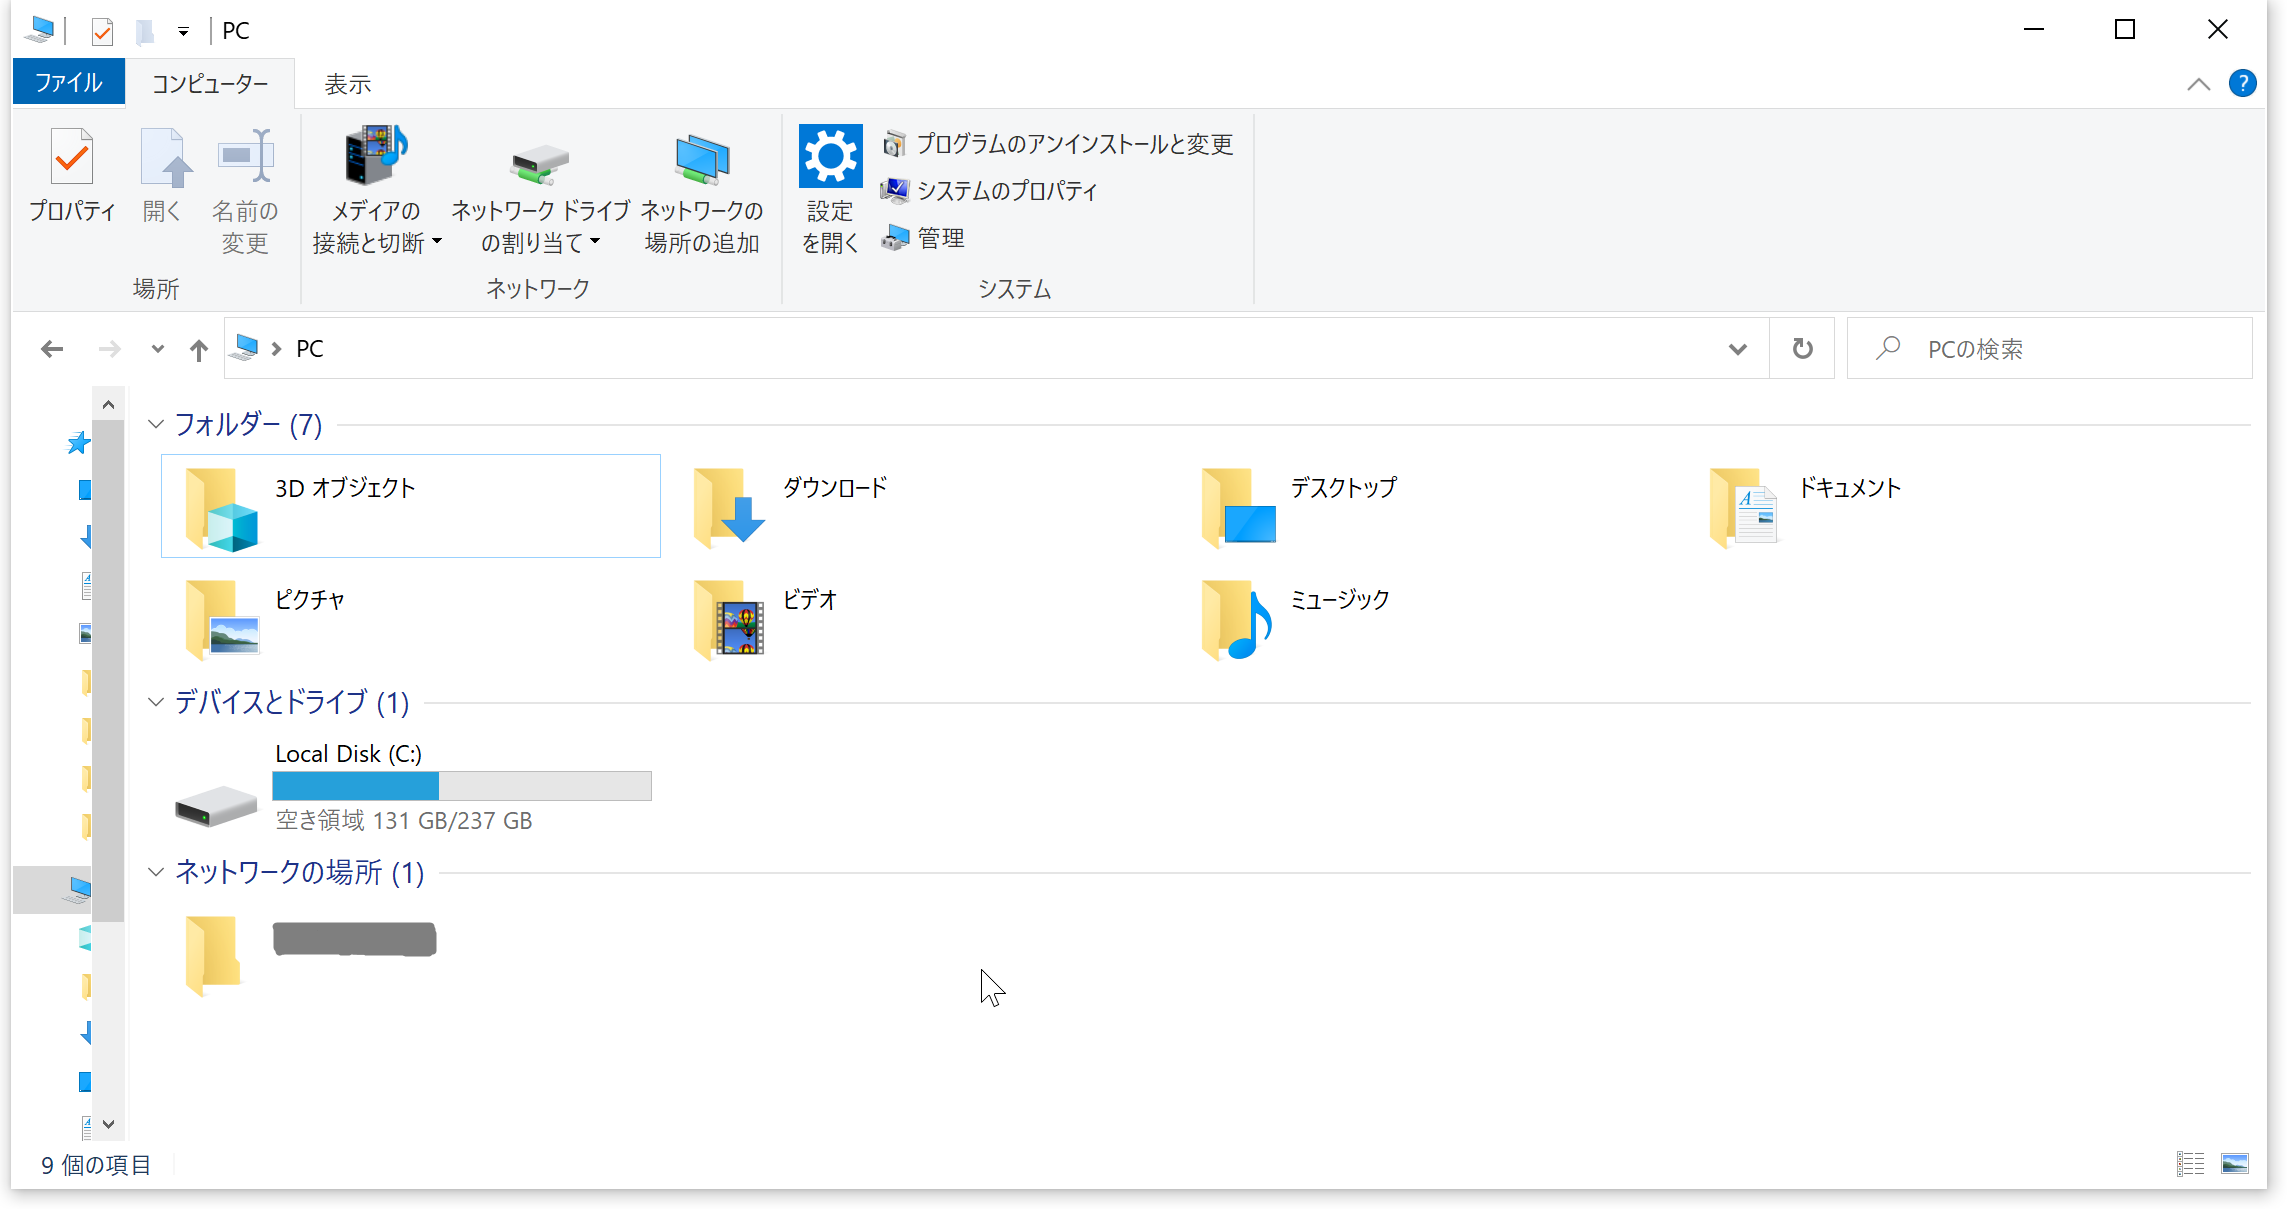 PC
ファイル
コンピューター
表示
プロパティ
開く
名前の
変更
場所
メディアの
接続と切断
ネットワーク ドライブ
の割り当て
ネットワークの
場所の追加
ネットワーク
設定
を開く
プログラムのアンインストールと変更
システムのプロパティ
管理
システム
PC
PCの検索
フォルダー (7)
3D オブジェクト
ダウンロード
デスクトップ
ドキュメント
ピクチャ
ビデオ
ミュージック
デバイスとドライブ (1)
Local Disk (C:)
空き領域 131 GB/237 GB
ネットワークの場所 (1)
9 個の項目